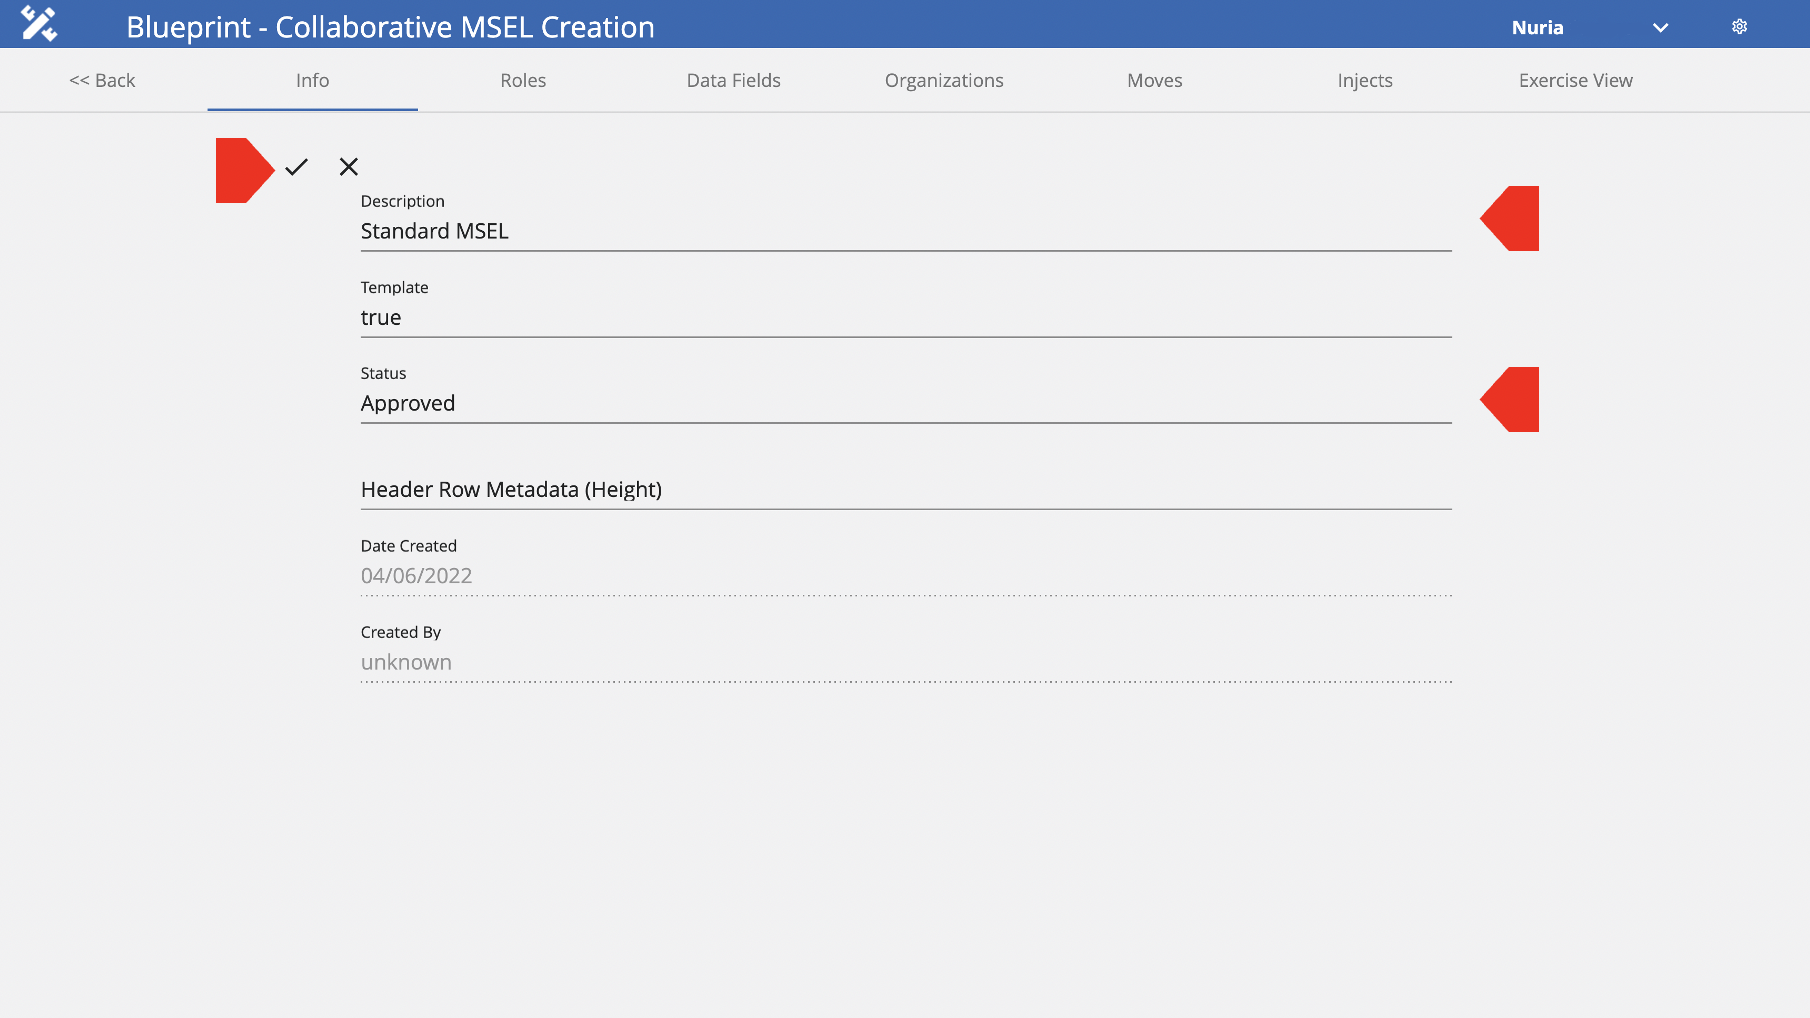 Blueprint - Collaborative MSEL Creation
Nuria
<< Back
Info
Roles
Data Fields
Organizations
Moves
Injects
Exercise View
Description
Standard MSEL
Template
true
Status
Approved
Header Row Metadata (Height)
Date Created
04/06/2022
Created By
unknown